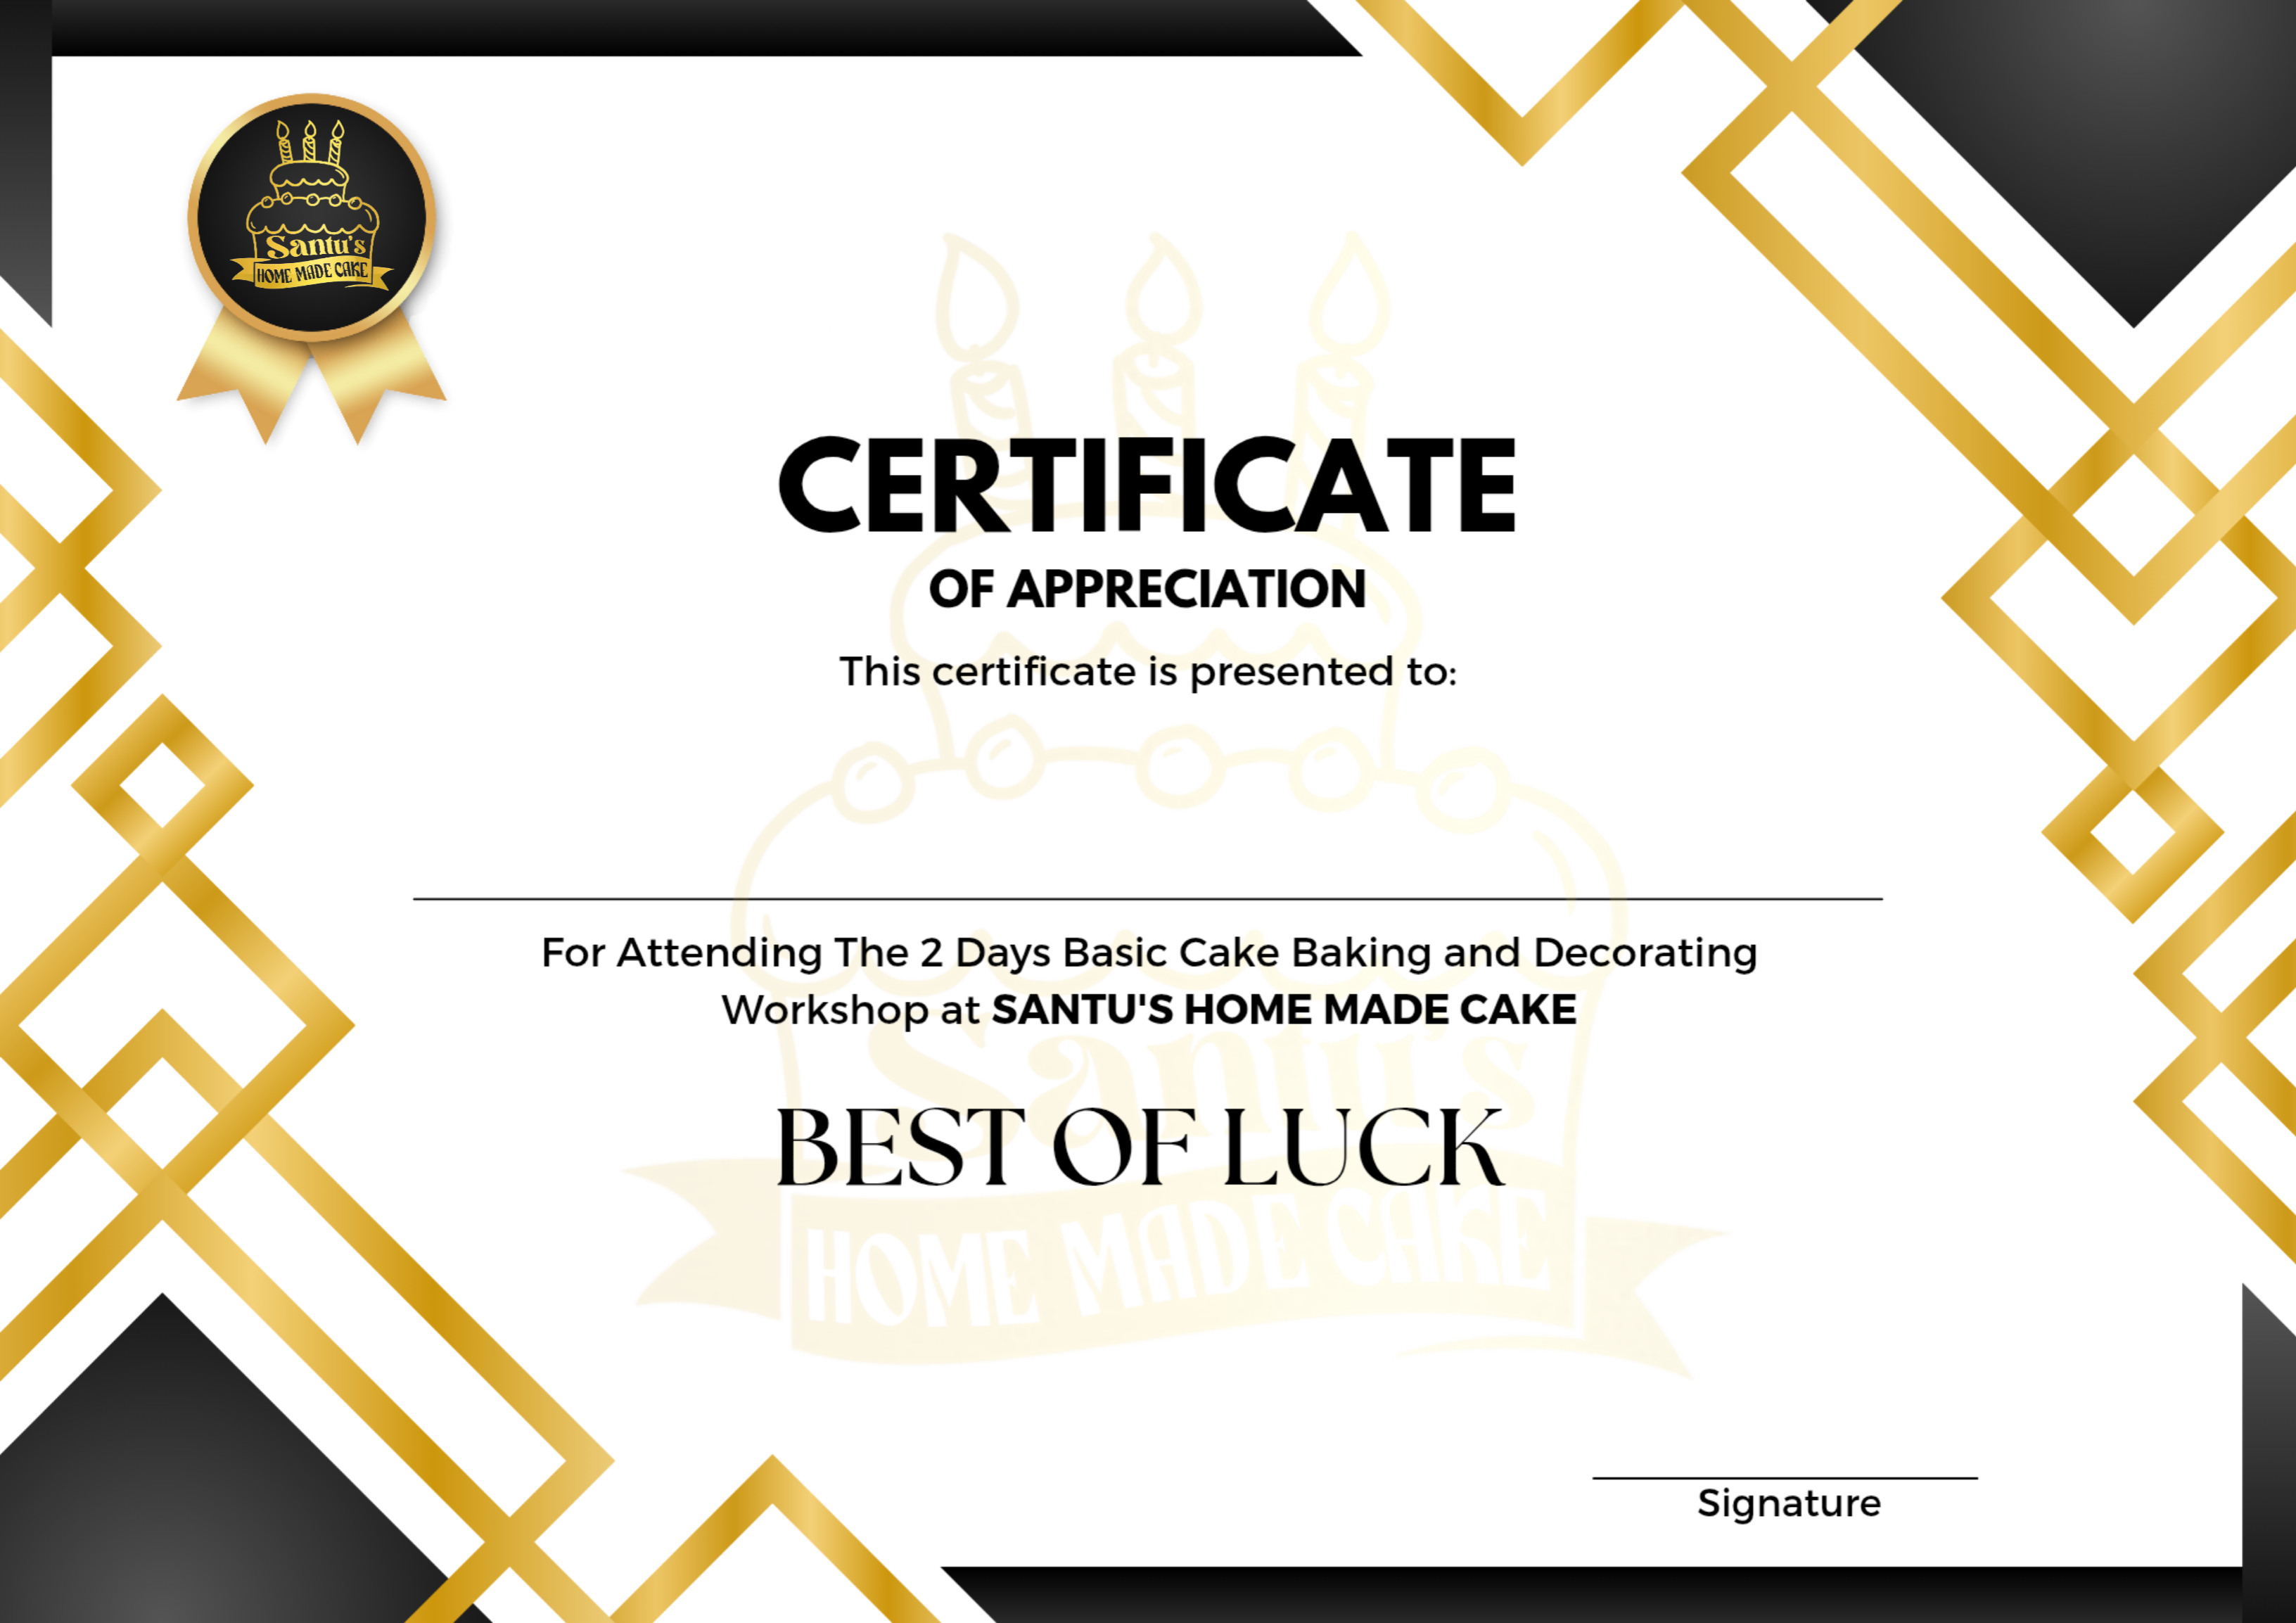 Santu's
HOME MADE CAKE
CERTIFICATE
OF APPRECIATION
This certificate is presented to:
For Attending The 2 Days Basic Cake Baking and Decorating
Workshop at SANTU'S HOME MADE CAKE
Santu's
BEST OF LUCK
HOME MADE CAKE
Signature